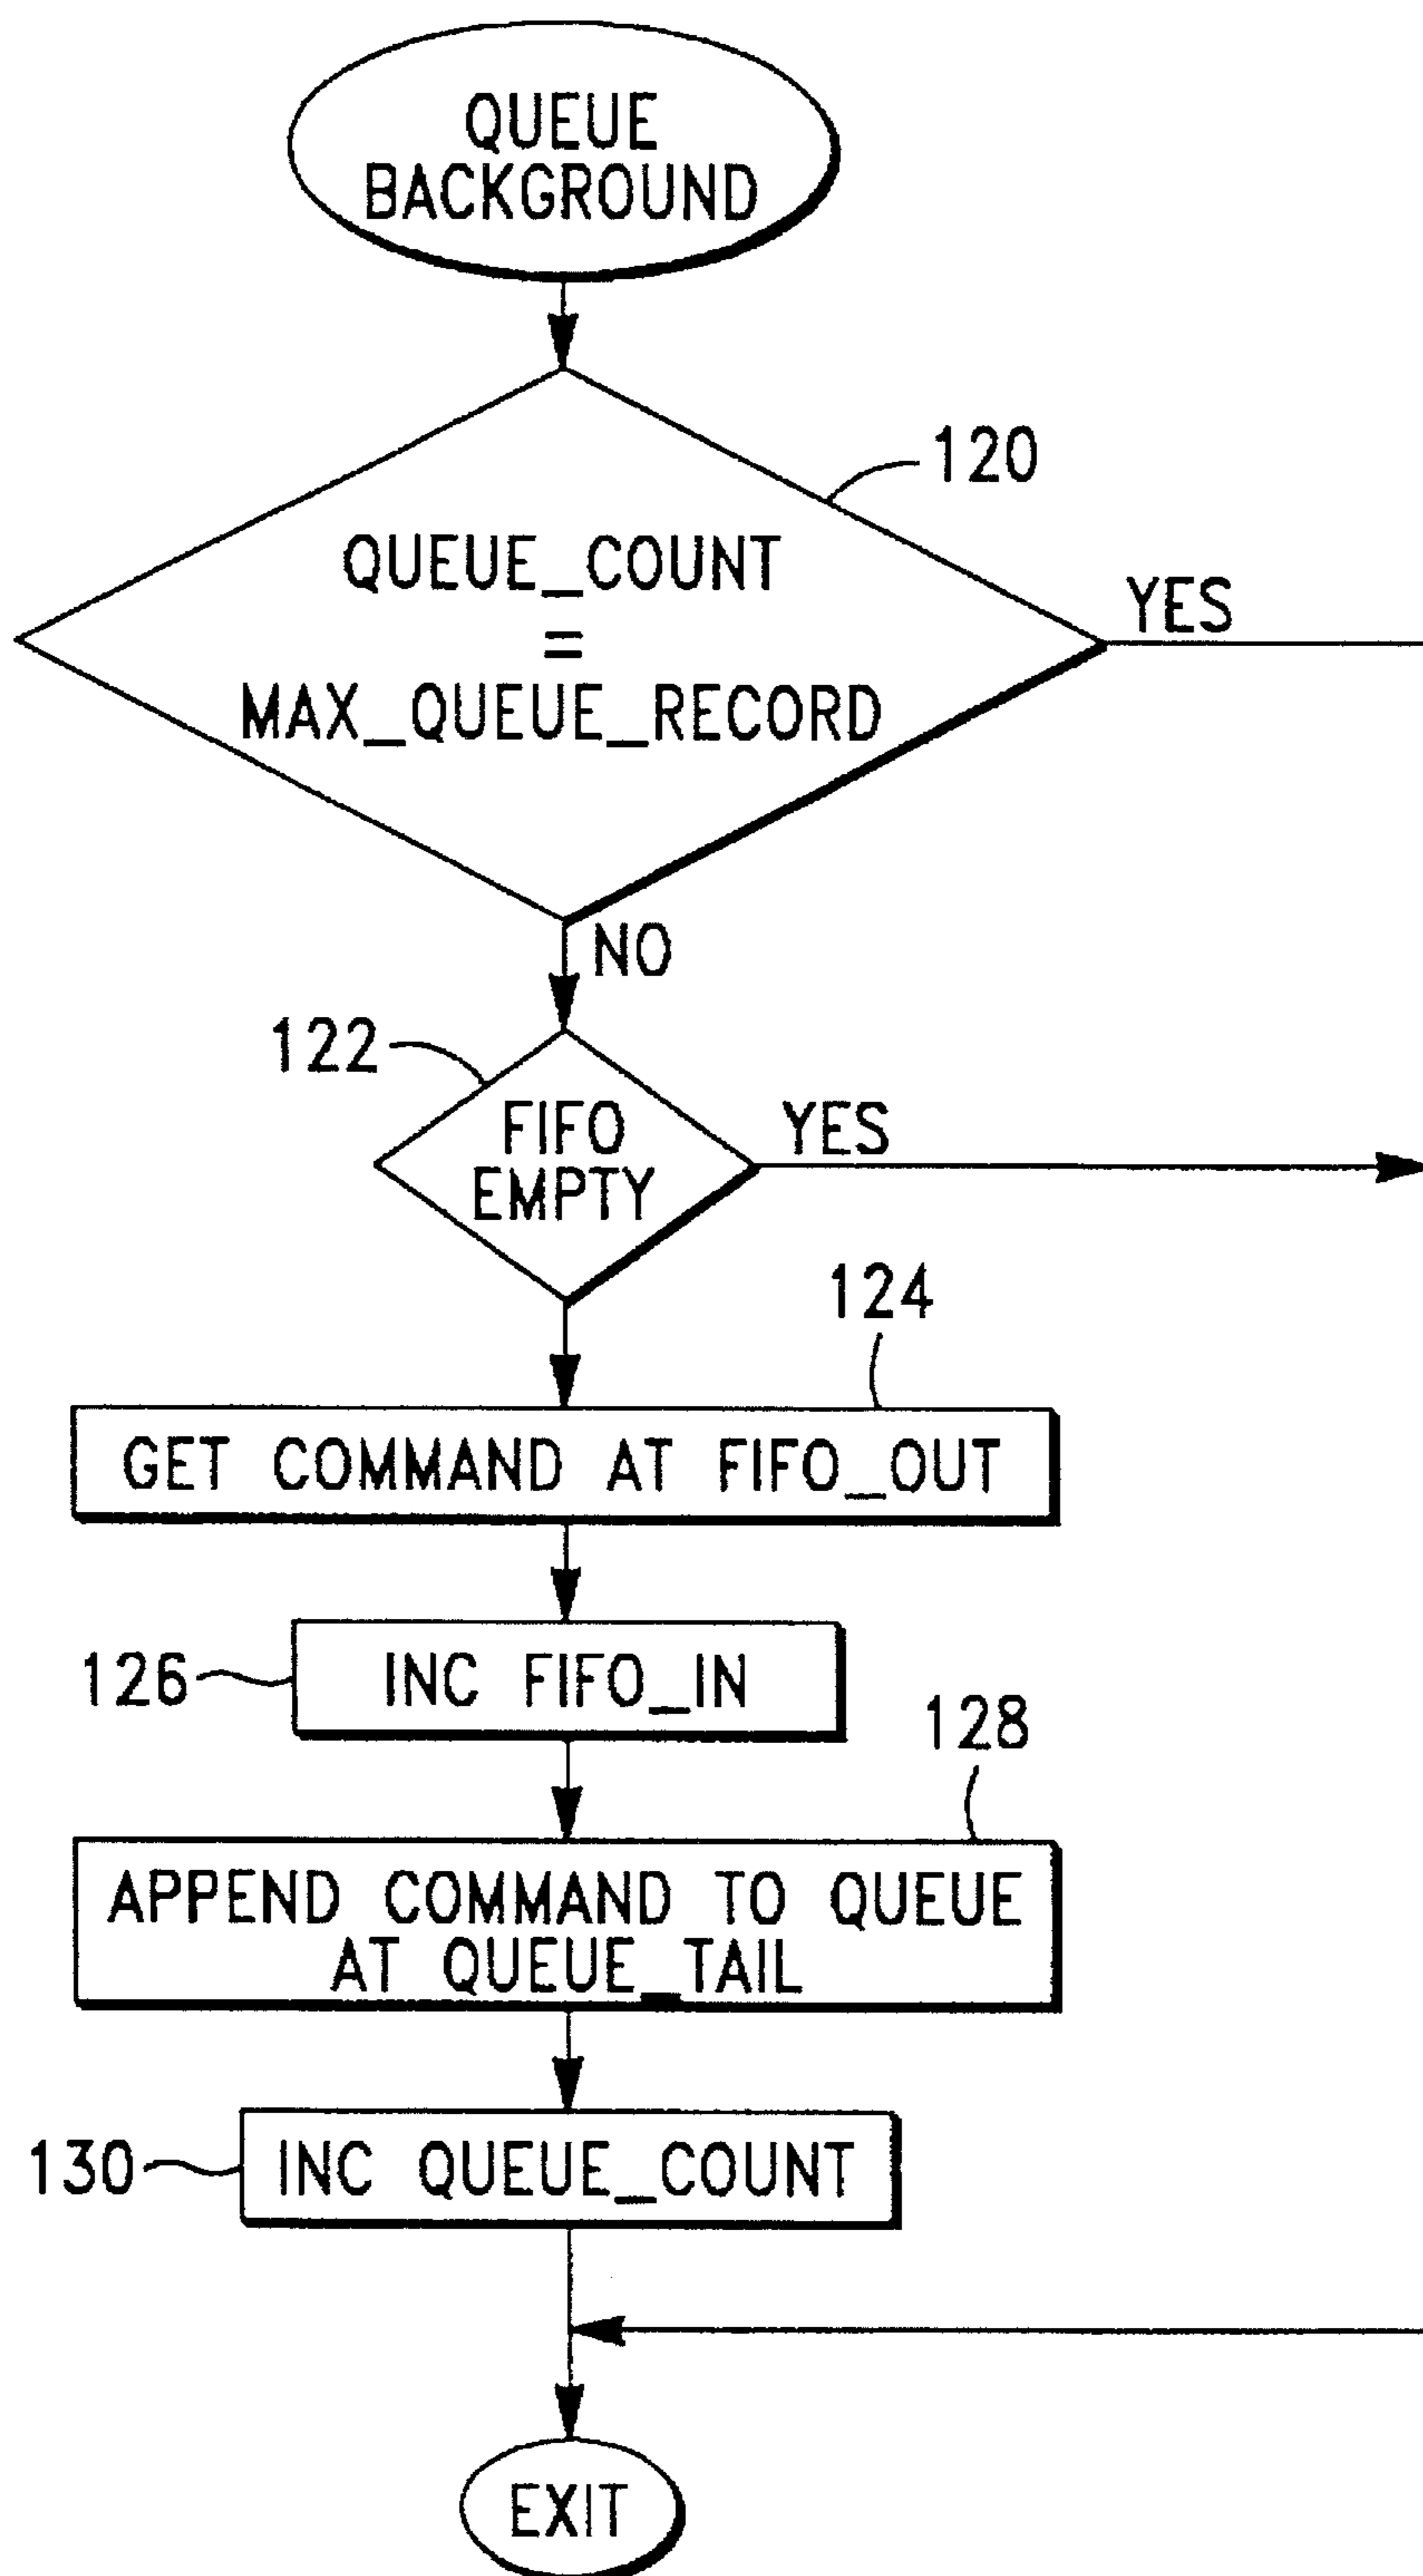 QUEUE
BACKGROUND
120
QUEUE_COUNT
=
MAX_QUEUE_RECORD
YES
NO
122
FIFO
EMPTY
YES
124
GET COMMAND AT FIFO_OUT
126
INC FIFO_IN
128
APPEND COMMAND TO QUEUE
AT QUEUE_TAIL
130
INC QUEUE_COUNT
EXIT